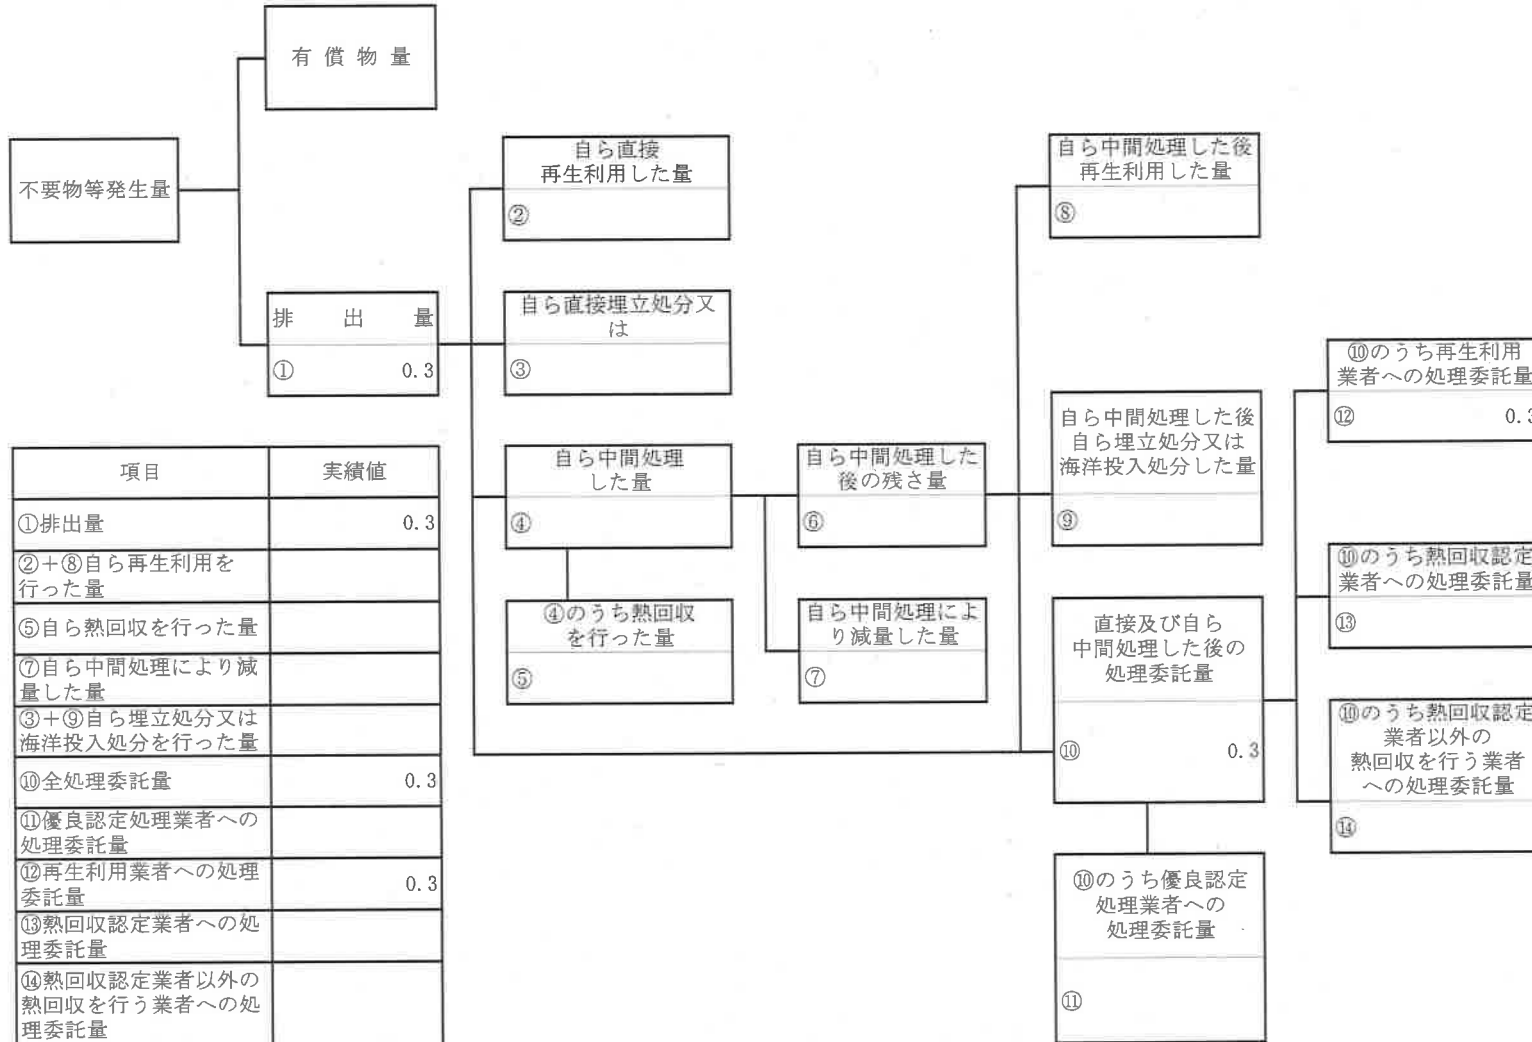 有償物量
不要物等発生量
排出量
① 0.3
自ら直接
再生利用した量
②
自ら直接埋立処分又
は
③
自ら中間処理
した量
④
④のうち熱回収
を行った量
⑤
自ら中間処理した
後の残さ量
⑥
自ら中間処理によ
り減量した量
⑦
自ら中間処理した後
再生利用した量
⑧
自ら中間処理した後
自ら埋立処分又は
海洋投入処分した量
⑨
直接及び自ら
中間処理した後の
処理委託量
⑩ 0.3
⑩のうち優良認定
処理業者への
処理委託量
⑪
⑩のうち再生利用
業者への処理委託量
⑫ 0.3
⑩のうち熱回収認定
業者への処理委託量
⑬
⑩のうち熱回収認定
業者以外の
熱回収を行う業者
への処理委託量
⑭
項目 実績値
①排出量 0.3
②+⑧自ら再生利用を
行った量
⑤自ら熱回収を行った量
⑦自ら中間処理により減
量した量
③+⑨自ら埋立処分又は
海洋投入処分を行った量
⑩全処理委託量 0.3
⑪優良認定処理業者への
処理委託量
⑫再生利用業者への処理
委託量 0.3
⑬熱回収認定業者への処
理委託量
⑭熱回収認定業者以外の
熱回収を行う業者への処
理委託量